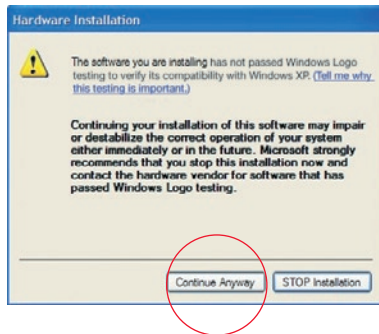 Hardware Installation
The software you are installing has not passed Windows Logo
testing to verify its compatibility with Windows XP. (Tell me why
this testing is important.)
Continuing your installation of this software may impair
or destabilize the correct operation of your system
either immediately or in the future. Microsoft strongly
recommends that you stop this installation now and
contact the hardware vendor for software that has
passed Windows Logo testing.
Continue Anyway STOP Installation